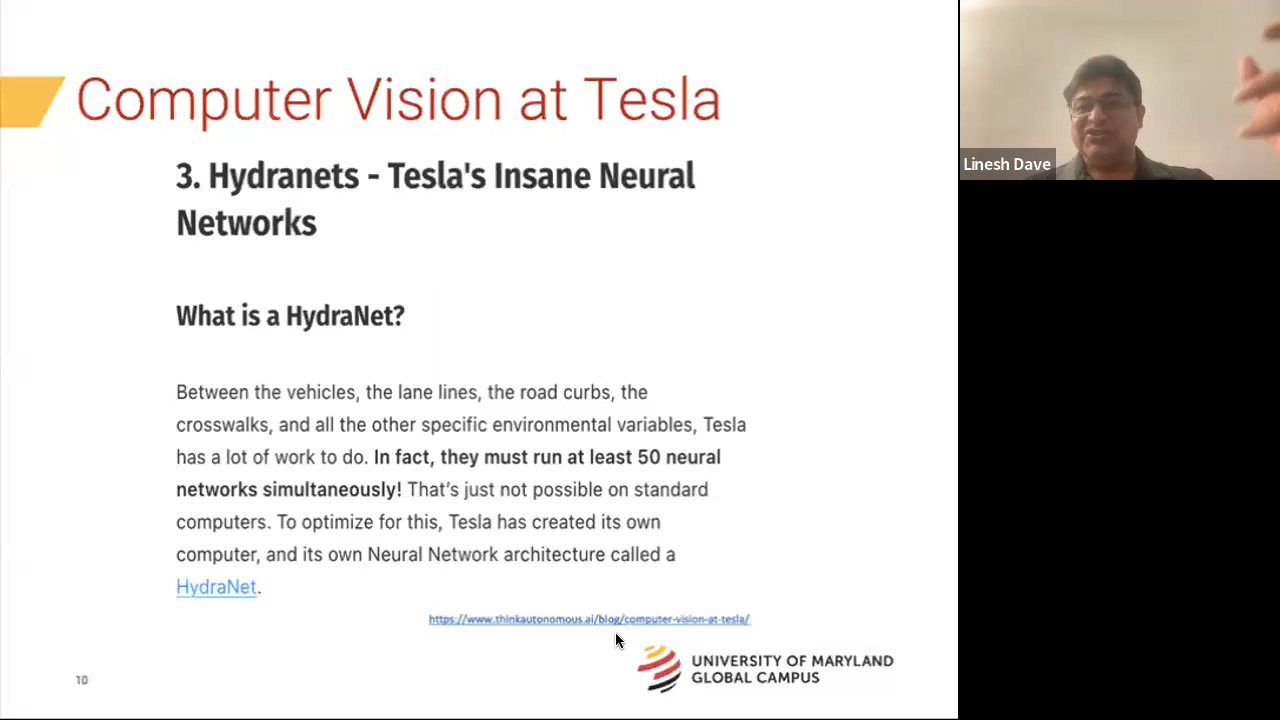 Computer Vision at Tesla
3. Hydranets - Tesla's Insane Neural
Networks
What is a HydraNet?
Between the vehicles, the lane lines, the road curbs, the
crosswalks, and all the other specific environmental variables, Tesla
has a lot of work to do. In fact, they must run at least 50 neural
networks simultaneously! That's just not possible on standard
computers. To optimize for this, Tesla has created its own
computer, and its own Neural Network architecture called a
HydraNet.
https://www.thinkautonomous.ai/blog/computer-vision-at-tesla/
10
UNIVERSITY OF MARYLAND
GLOBAL CAMPUS
Linesh Dave